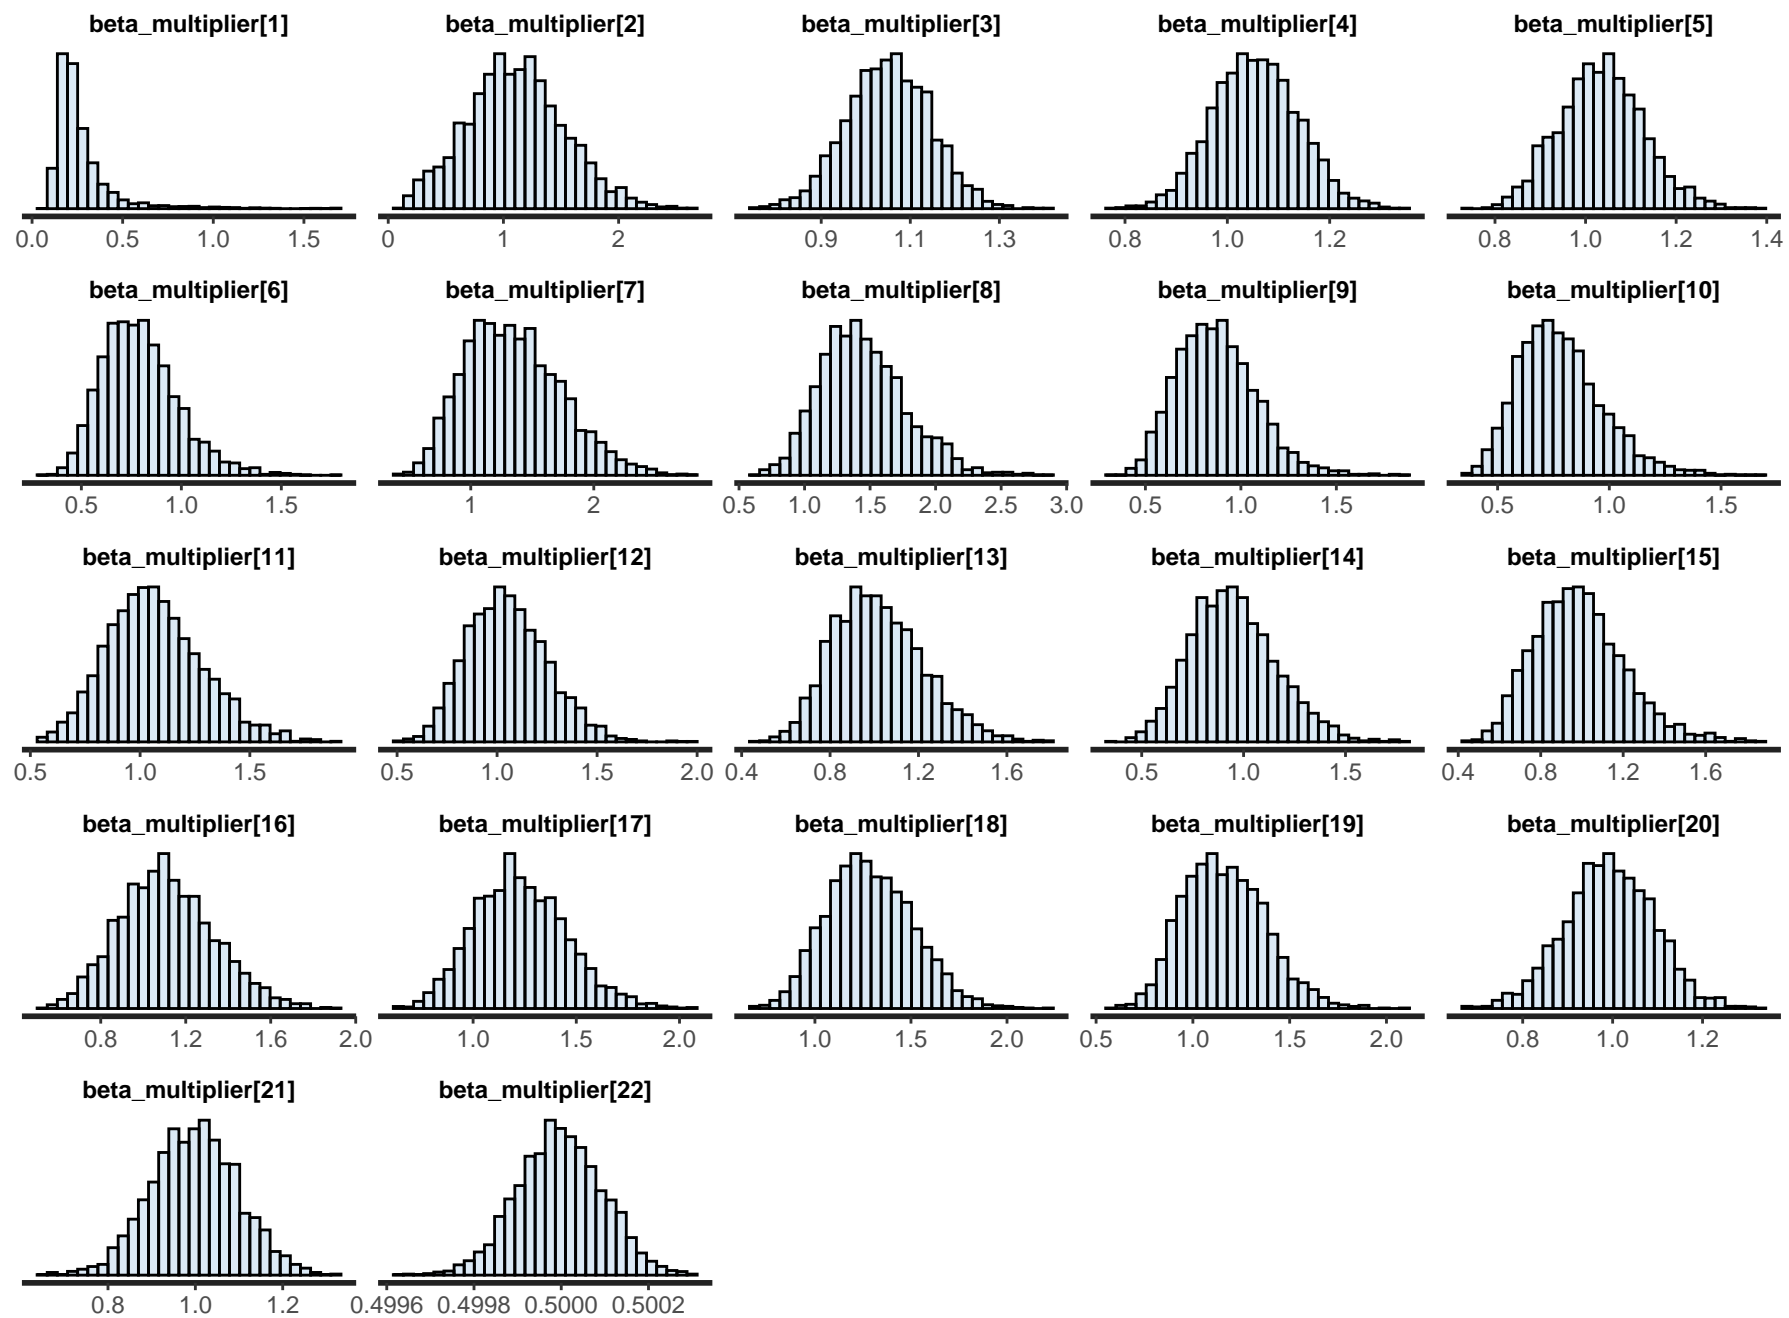 beta_multiplier[1] beta_multiplier[2] beta_multiplier[3] beta_multiplier[4] beta_multiplier[5]
0.0 0.5 1.0 1.5 0 1 2 0.9 1.1 1.3 0.8 1.0 1.2 0.8 1.0 1.2 1.4
beta_multiplier[6] beta_multiplier[7] beta_multiplier[8] beta_multiplier[9] beta_multiplier[10]
0.5 1.0 1.5 1 2 0.5 1.0 1.5 2.0 2.5 3.0 0.5 1.0 1.5 0.5 1.0 1.5
beta_multiplier[11] beta_multiplier[12] beta_multiplier[13] beta_multiplier[14] beta_multiplier[15]
0.5 1.0 1.5 0.5 1.0 1.5 2.0 0.4 0.8 1.2 1.6 0.5 1.0 1.5 0.4 0.8 1.2 1.6
beta_multiplier[16] beta_multiplier[17] beta_multiplier[18] beta_multiplier[19] beta_multiplier[20]
0.8 1.2 1.6 2.0 1.0 1.5 2.0 1.0 1.5 2.0 0.5 1.0 1.5 2.0 0.8 1.0 1.2
beta_multiplier[21] beta_multiplier[22]
0.8 1.0 1.2 0.4996 0.4998 0.5000 0.5002